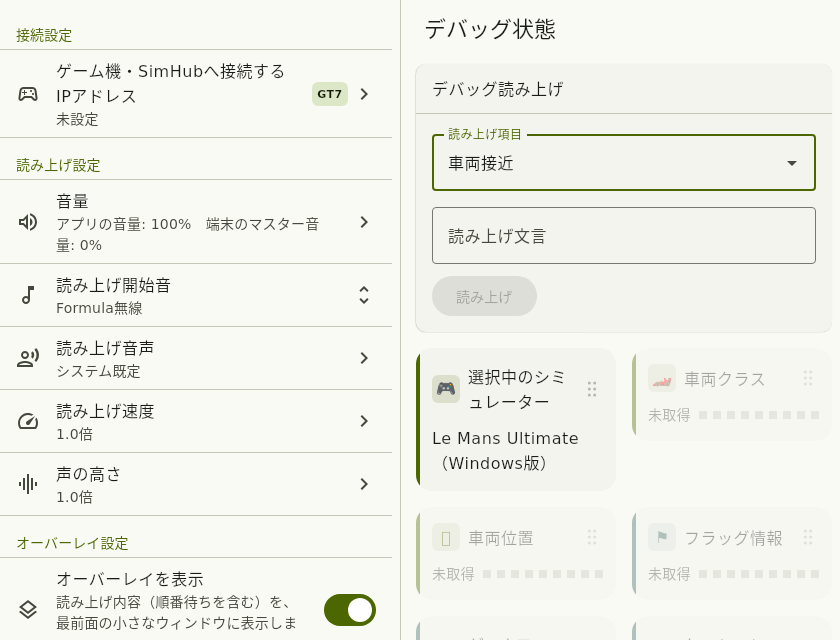 接続設定
ゲーム機・SimHubへ接続する
IPアドレス
未設定
GT7
読み上げ設定
音量
アプリの音量: 100%　端末のマスター音
量: 0%
読み上げ開始音
Formula無線
読み上げ音声
システム既定
読み上げ速度
1.0倍
声の高さ
1.0倍
オーバーレイ設定
オーバーレイを表示
読み上げ内容（順番待ちを含む）を、
最前面の小さなウィンドウに表示しま
デバッグ状態
デバッグ読み上げ
読み上げ項目
車両接近
読み上げ文言
読み上げ
選択中のシミ
ュレーター
Le Mans Ultimate
（Windows版）
車両クラス
未取得
車両位置
未取得
フラッグ情報
未取得